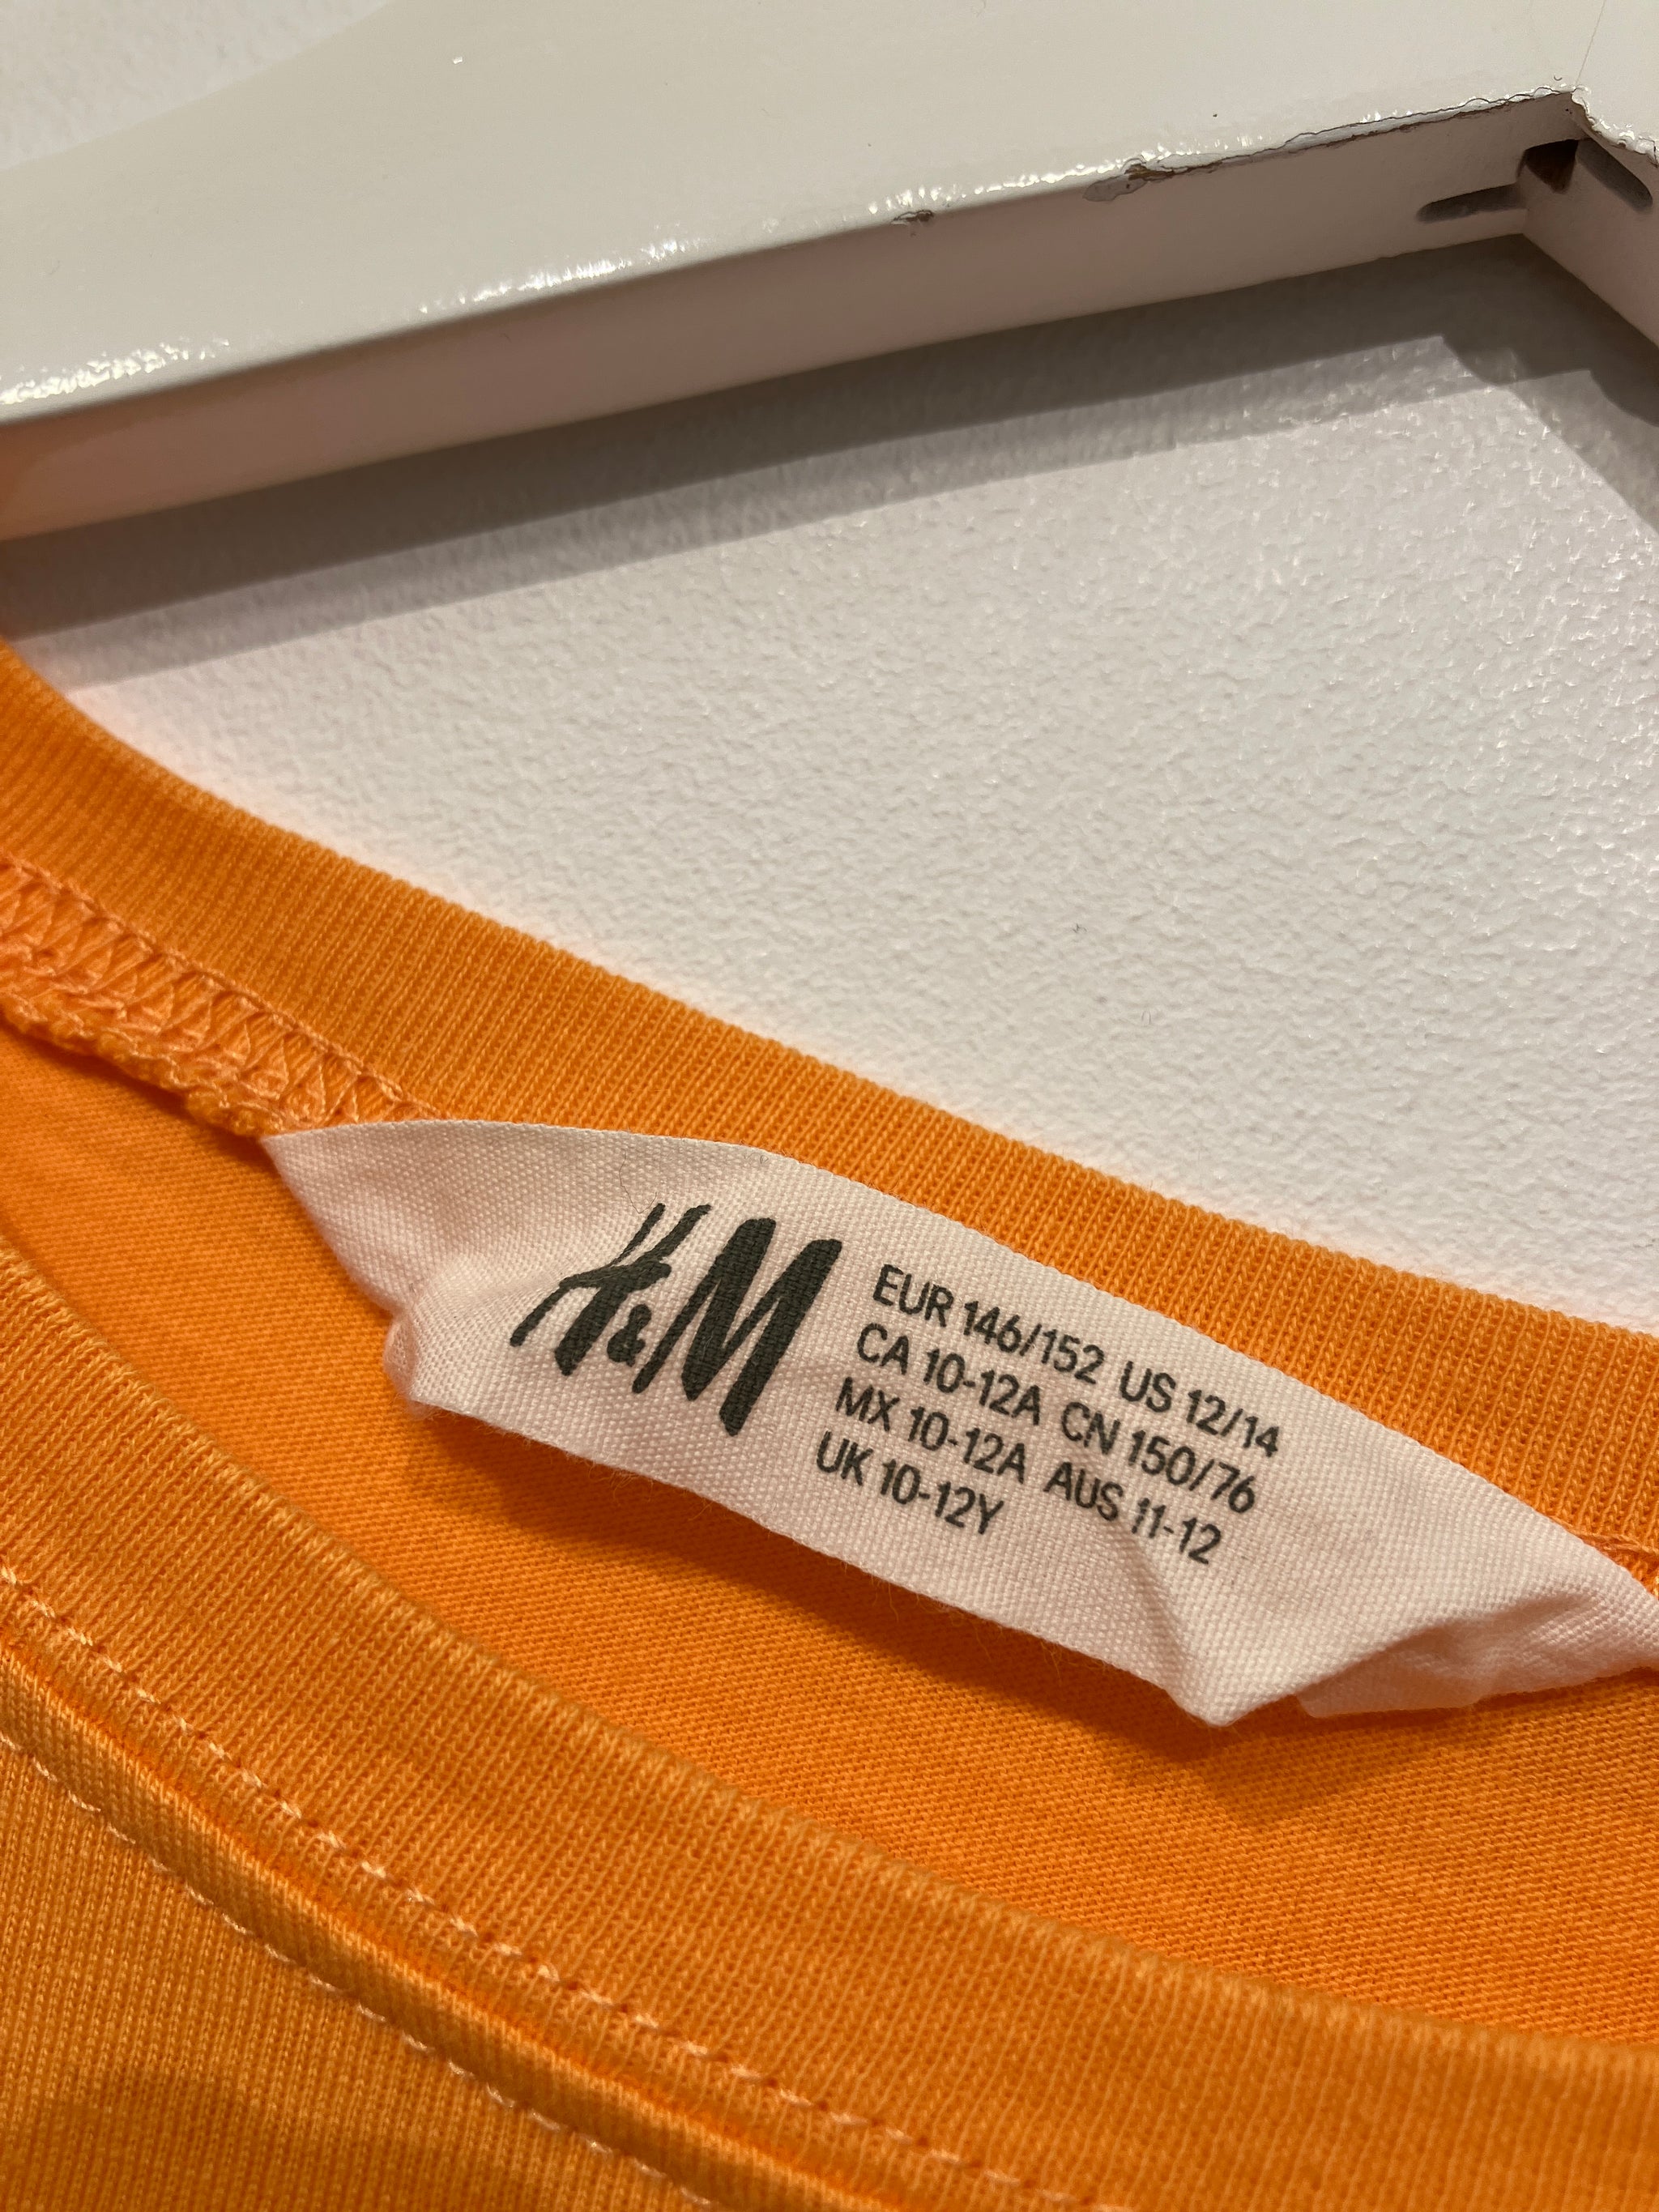 H&M
EUR 146/152 US 12/14
CA 10-12A CN 150/76
MX 10-12A AUS 11-12
UK 10-12Y